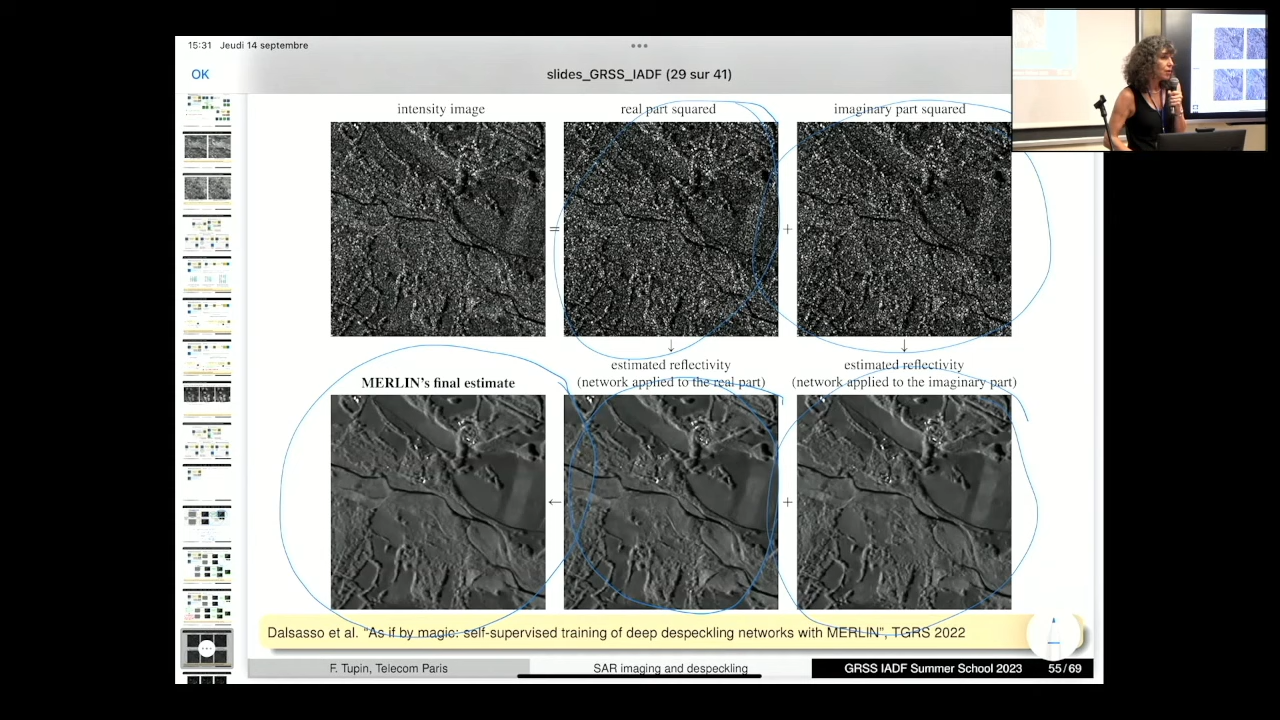 15:31 Jeudi 14 septembre
OK
slides_GRSS_IADF (29 sur 41)
intensity image
real part squared
imaginary part squared
=
+
↓
↓
MERLIN's final estimate
estimated reflectivity
(network applied to the real part)
estimated reflectivity
(network applied to the imaginary part)
←
+
Dalsasso et al. "As if by magic: self-supervised training of deep despeckling networks with MERLIN", TGRS 2022
F. Tupin, Telecom Paris
SAR imaging and despeckling
GRSS IADF Summer School 2023
55/69